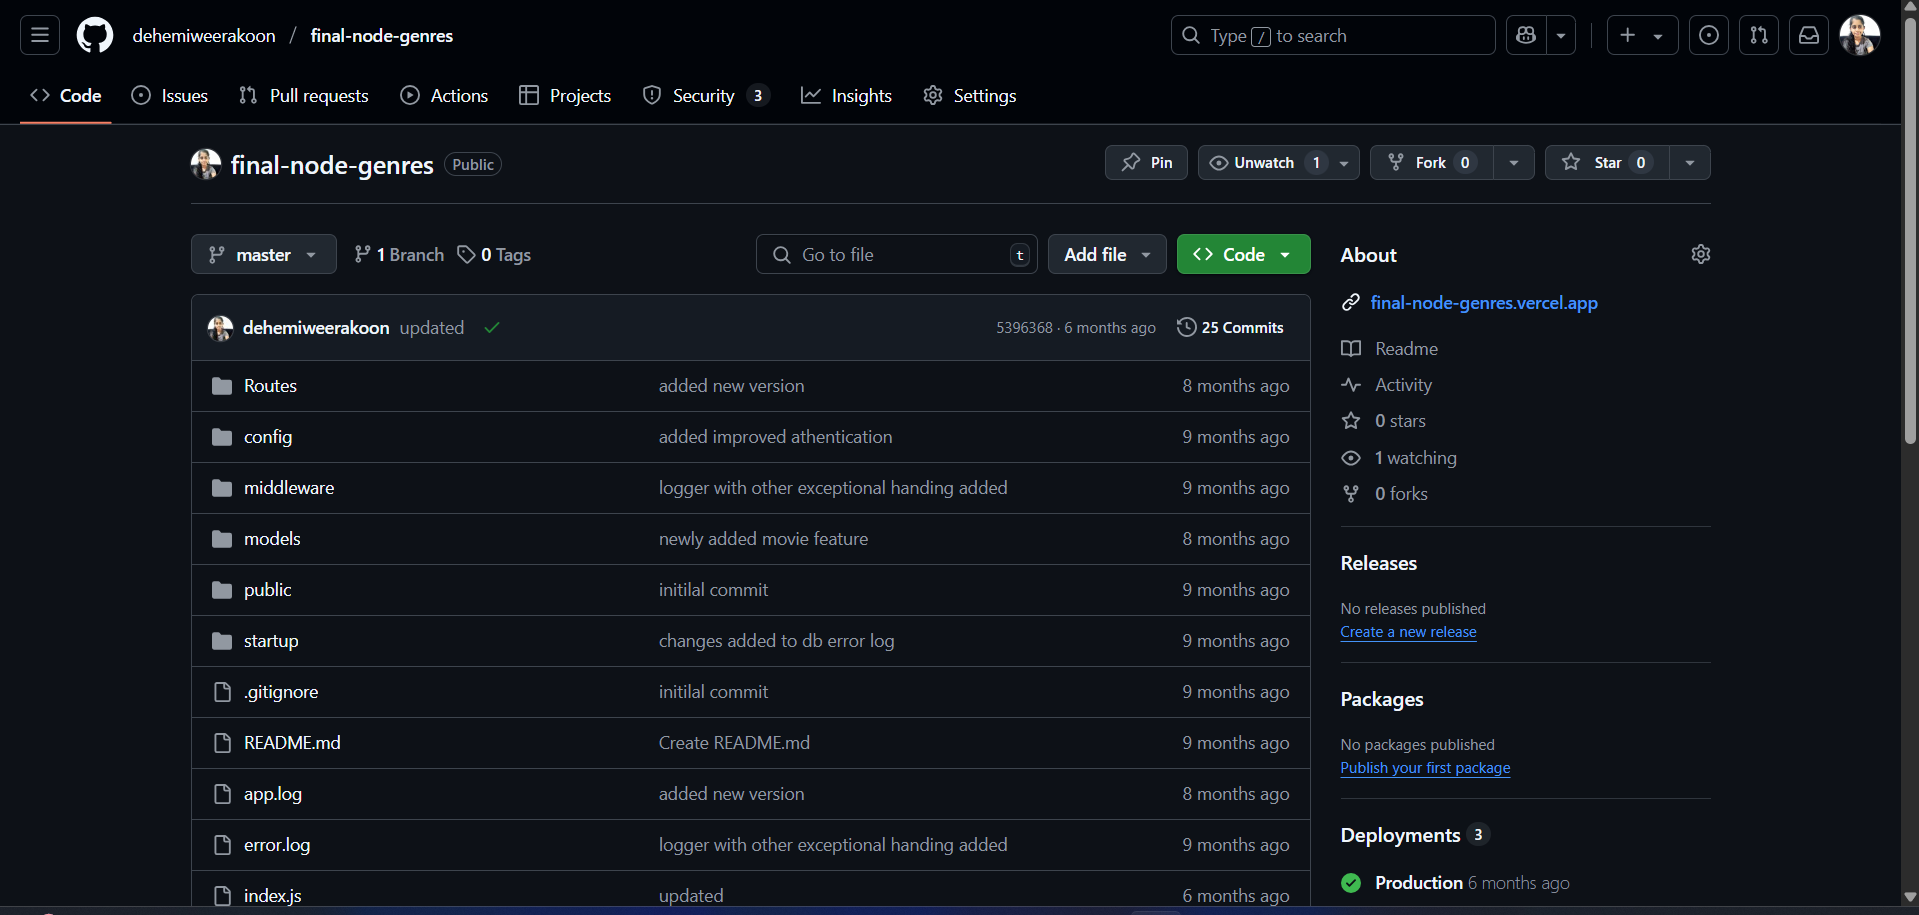 dehemiweerakoon / final-node-genres
Type / to search
Code
Issues
Pull requests
Actions
Projects
Security 3
Insights
Settings
final-node-genres Public
Pin
Unwatch 1
Fork 0
Star 0
master
1 Branch
0 Tags
Go to file t
Add file
Code
dehemiweerakoon updated
5396368 · 6 months ago
25 Commits
Routes added new version 8 months ago
config added improved athentication 9 months ago
middleware logger with other exceptional handing added 9 months ago
models newly added movie feature 8 months ago
public initilal commit 9 months ago
startup changes added to db error log 9 months ago
.gitignore initilal commit 9 months ago
README.md Create README.md 9 months ago
app.log added new version 8 months ago
error.log logger with other exceptional handing added 9 months ago
index.js updated 6 months ago
About
final-node-genres.vercel.app
Readme
Activity
0 stars
1 watching
0 forks
Releases
No releases published
Create a new release
Packages
No packages published
Publish your first package
Deployments 3
Production 6 months ago